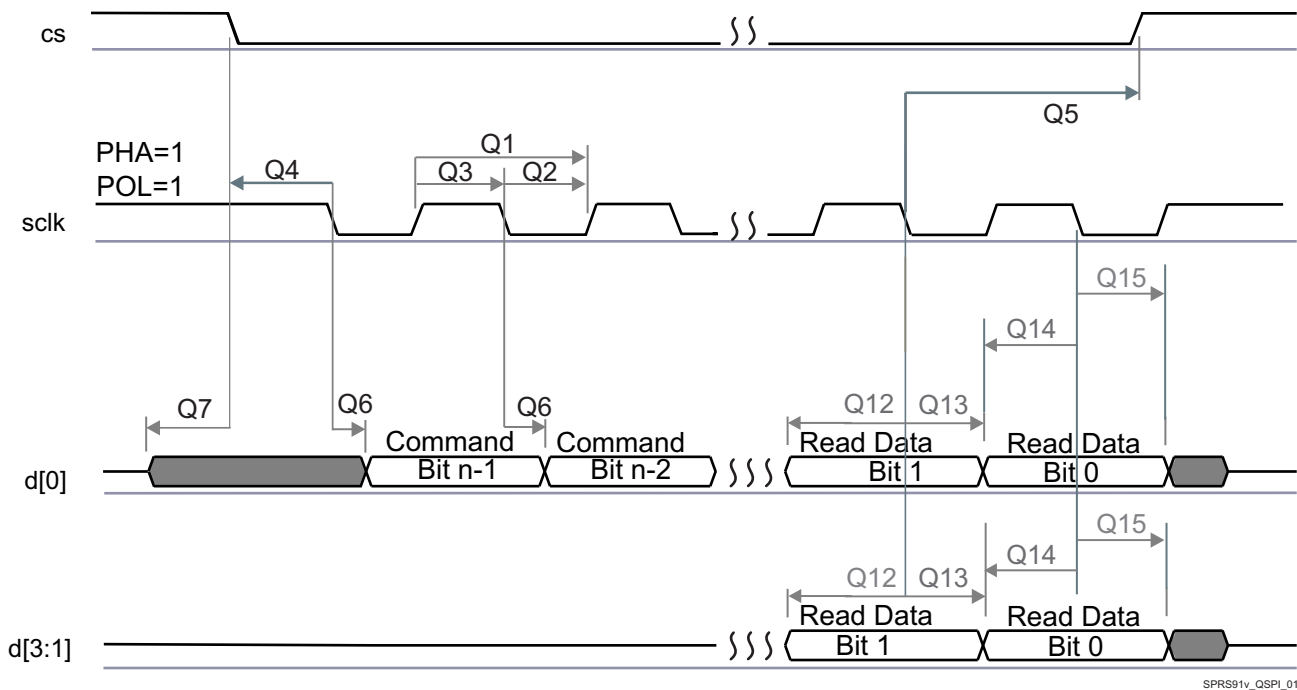 cs
Q5
PHA=1
POL=1
Q4
Q1
Q3
Q2
sclk
Q15
Q14
Q7
Q6
Q6
Q12
Q13
Command
Command
Read Data
Read Data
d[0]
Bit n-1
Bit n-2
Bit 1
Bit 0
Q15
Q14
Q12
Q13
Read Data
Read Data
d[3:1]
Bit 1
Bit 0
SPRS91v_QSPI_01